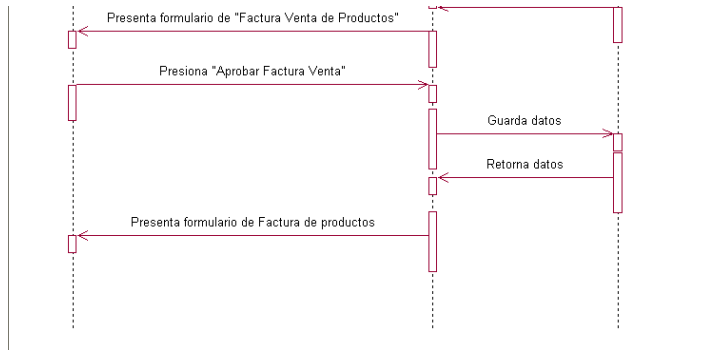 Presenta formulario de "Factura Venta de Productos"
Presiona "Aprobar Factura Venta"
Guarda datos
Retorna datos
Presenta formulario de Factura de productos